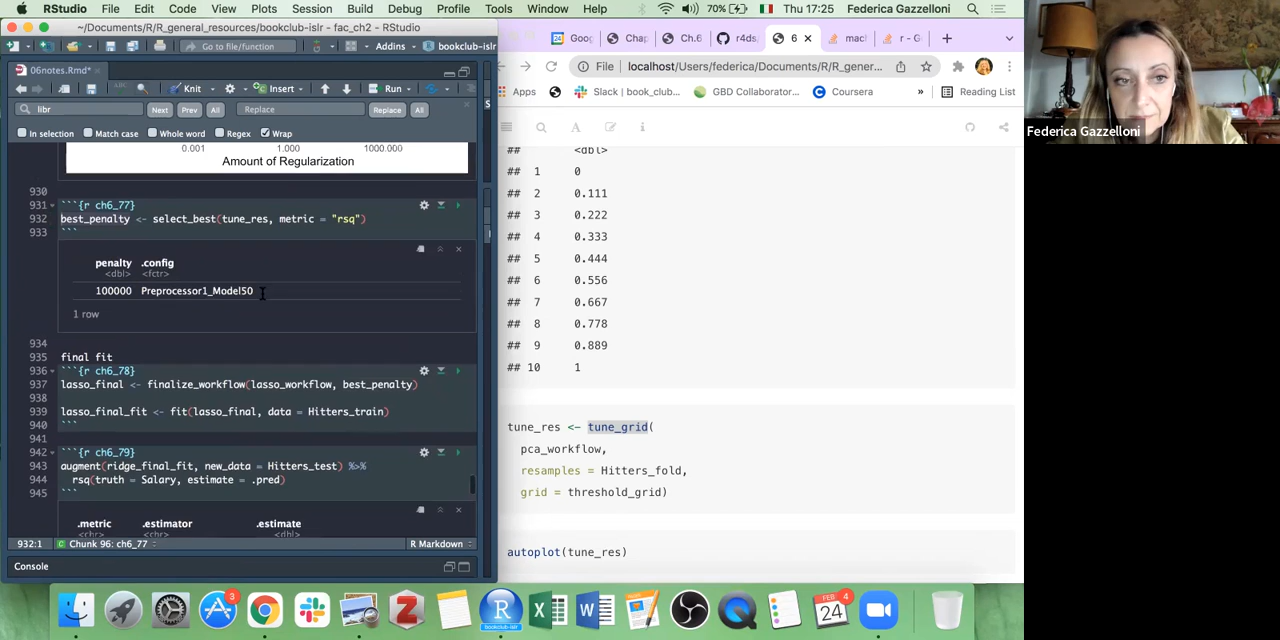 RStudio File Edit Code View Plots Session Build Debug Profile Tools Window Help 70% Thu 17:25 Federica Gazzelloni
~/Documents/R/R_general_resources/bookclub-islr - fac_ch2 - RStudio
Go to file/function Addins bookclub-islr
06notes.Rmd*
Knit Insert Run
libr Next Prev All Replace Replace All
In selection Match case Whole word Regex Wrap
0.001 1.000 1000.000
Amount of Regularization
930
931 ```{r ch6_77}
932 best_penalty <- select_best(tune_res, metric = "rsq")
933 ```
penalty .config
<dbl> <fctr>
100000 Preprocessor1_Model50
1 row
934
935 final fit
936 ```{r ch6_78}
937 lasso_final <- finalize_workflow(lasso_workflow, best_penalty)
938
939 lasso_final_fit <- fit(lasso_final, data = Hitters_train)
940 ```
941
942 ```{r ch6_79}
943 augment(ridge_final_fit, new_data = Hitters_test) %>%
944 rsq(truth = Salary, estimate = .pred)
945 ```
.metric .estimator .estimate
<chr> <chr> <dbl>
932:1 Chunk 96: ch6_77 R Markdown
Console
Goog Chap Ch.6 r4ds 6 macl r - G
File localhost/Users/federica/Documents/R/R_gener...
Apps Slack | book_club... GBD Collaborator... Coursera » Reading List
## <dbl>
## 1 0
## 2 0.111
## 3 0.222
## 4 0.333
## 5 0.444
## 6 0.556
## 7 0.667
## 8 0.778
## 9 0.889
## 10 1
tune_res <- tune_grid(
pca_workflow,
resamples = Hitters_fold,
grid = threshold_grid)
autoplot(tune_res)
Federica Gazzelloni
3
FEB 4
24
bookclub-islr